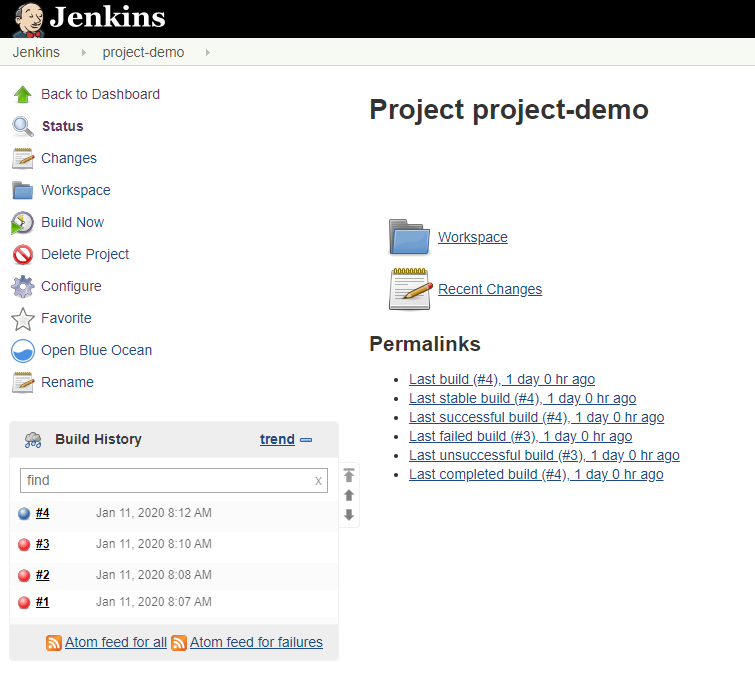 Jenkins
Jenkins project-demo
Back to Dashboard
Status
Changes
Workspace
Build Now
Delete Project
Configure
Favorite
Open Blue Ocean
Rename
Build History trend
find x
#4 Jan 11, 2020 8:12 AM
#3 Jan 11, 2020 8:10 AM
#2 Jan 11, 2020 8:08 AM
#1 Jan 11, 2020 8:07 AM
Atom feed for all Atom feed for failures
Project project-demo
Workspace
Recent Changes
Permalinks
Last build (#4), 1 day 0 hr ago
Last stable build (#4), 1 day 0 hr ago
Last successful build (#4), 1 day 0 hr ago
Last failed build (#3), 1 day 0 hr ago
Last unsuccessful build (#3), 1 day 0 hr ago
Last completed build (#4), 1 day 0 hr ago